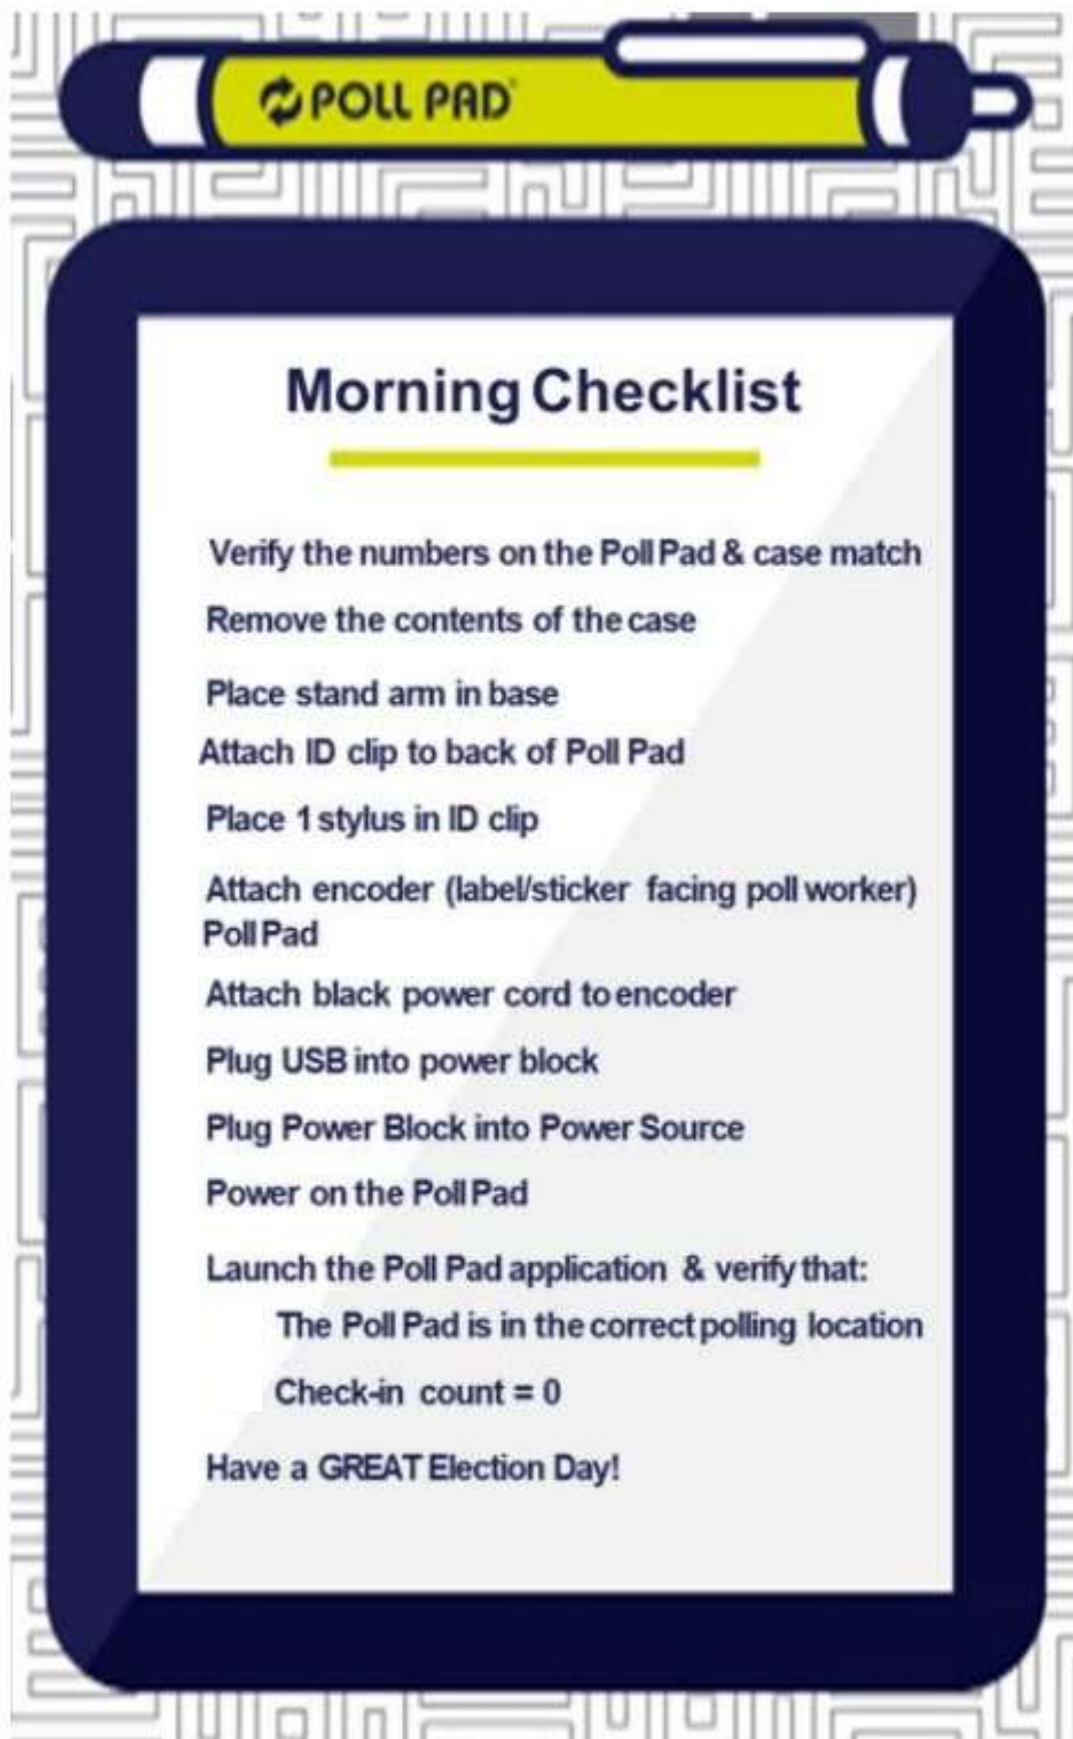 POLL PAD
Morning Checklist
Verify the numbers on the Poll Pad & case match
Remove the contents of the case
Place stand arm in base
Attach ID clip to back of Poll Pad
Place 1 stylus in ID clip
Attach encoder (label/sticker facing poll worker)
Poll Pad
Attach black power cord to encoder
Plug USB into power block
Plug Power Block into Power Source
Power on the Poll Pad
Launch the Poll Pad application & verify that:
The Poll Pad is in the correct polling location
Check-in count = 0
Have a GREAT Election Day!